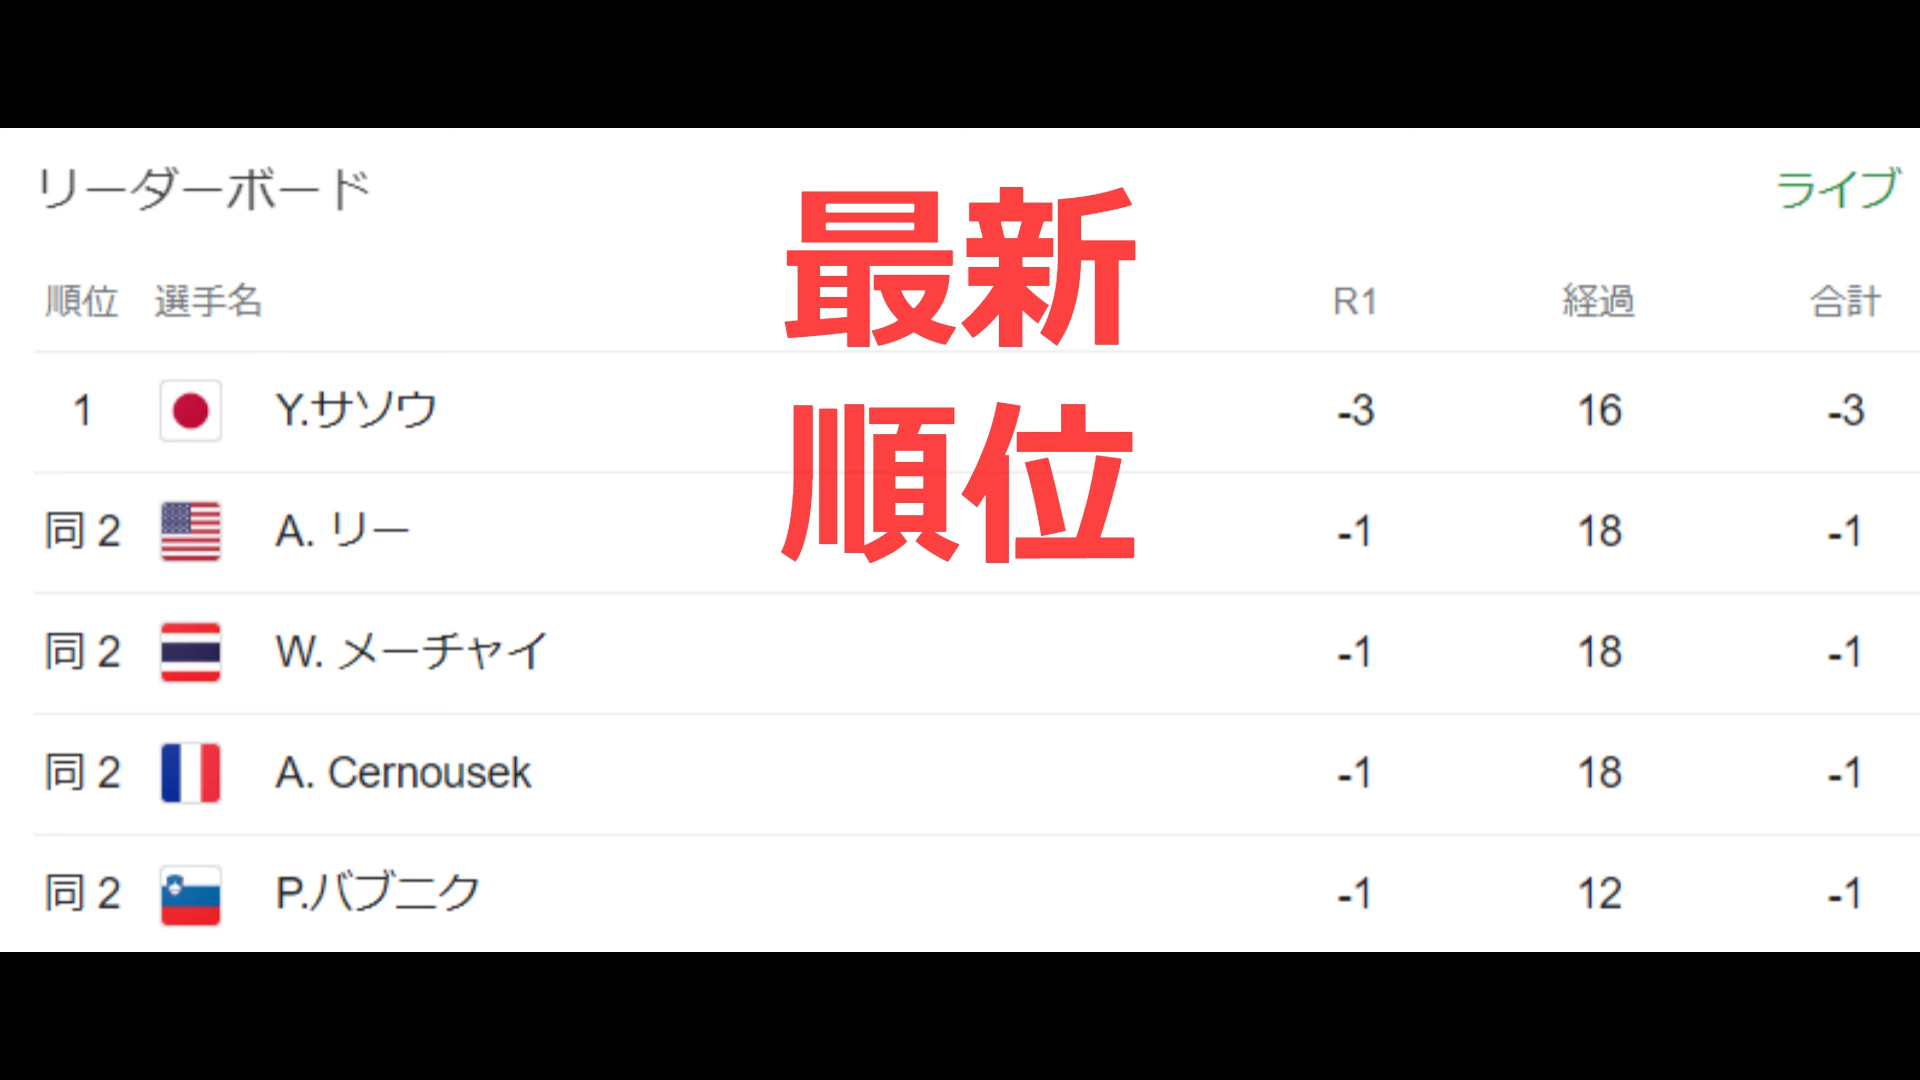 リーダーボード ライブ
最新
順位
順位 選手名 R1 経過 合計
1 Y.サソウ -3 16 -3
同 2 A. リー -1 18 -1
同 2 W. メーチャイ -1 18 -1
同 2 A. Cernousek -1 18 -1
同 2 P.バブニク -1 12 -1